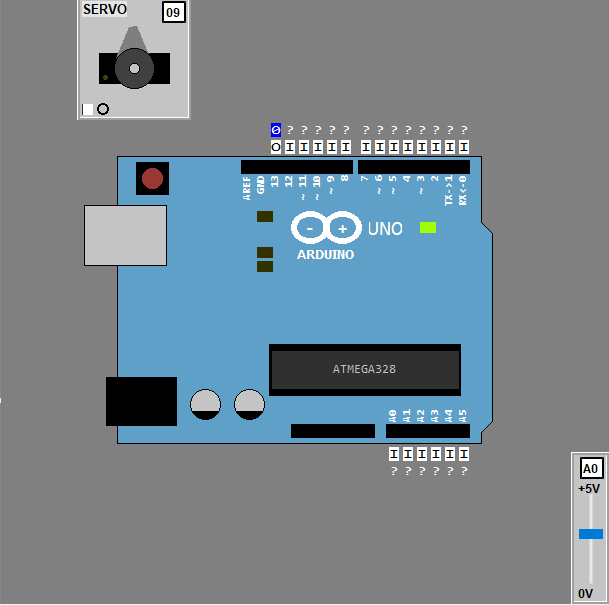 SERVO
09
0 ? ? ? ? ? ? ? ? ? ? ? ? ?
O I I I I I I I I I I I I I
AREF
GND
13
12
~ 11
~ 10
~ 9
8
7
~ 6
~ 5
4
~ 3
2
TX->1
RX<-0
- +
UNO
ARDUINO
ATMEGA328
A0
A1
A2
A3
A4
A5
I I I I I I
? ? ? ? ? ?
A0
+5V
0V